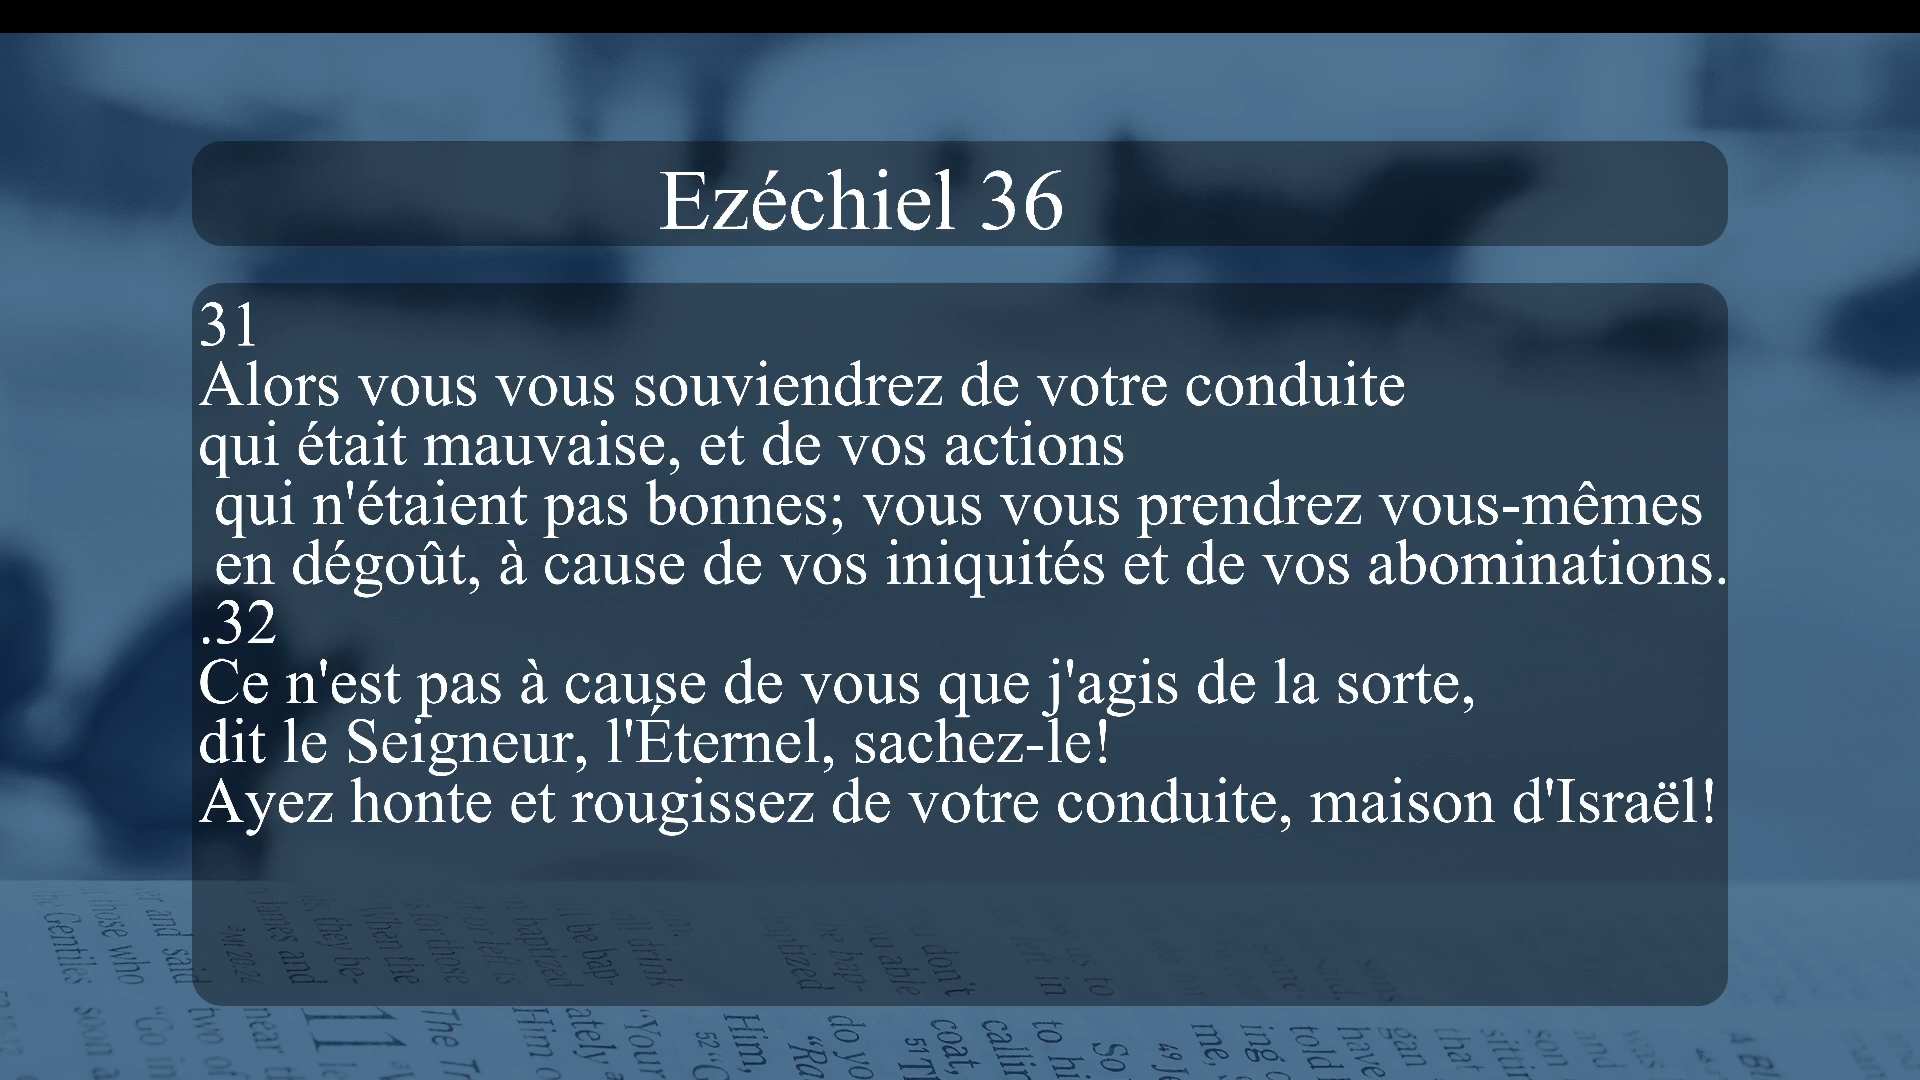 Ezéchiel 36
31
Alors vous vous souviendrez de votre conduite
qui était mauvaise, et de vos actions
qui n'étaient pas bonnes; vous vous prendrez vous-mêmes
en dégoût, à cause de vos iniquités et de vos abominations.
.32
Ce n'est pas à cause de vous que j'agis de la sorte,
dit le Seigneur, l'Éternel, sachez-le!
Ayez honte et rougissez de votre conduite, maison d'Israël!